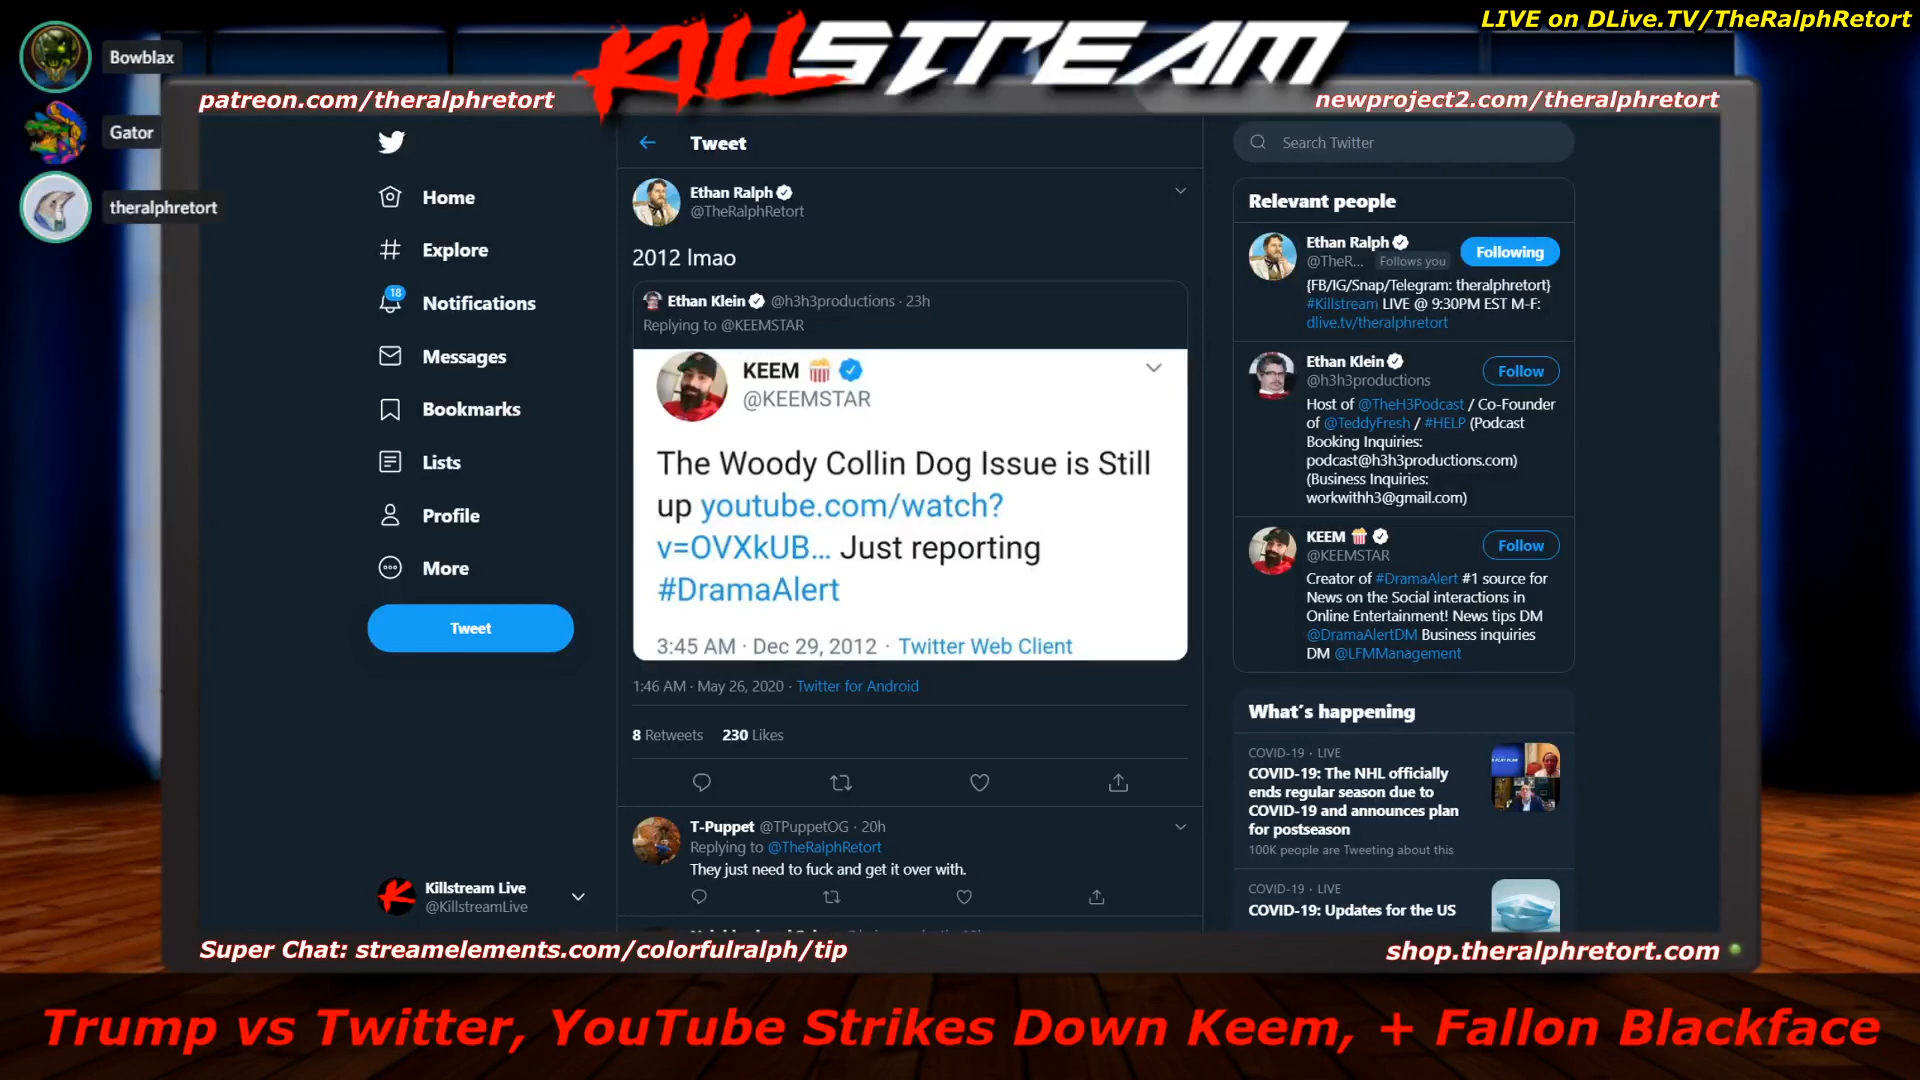 LIVE on DLive.TV/TheRalphRetort
KILLSTREAM
Bowblax
Gator
theralphretort
patreon.com/theralphretort
newproject2.com/theralphretort
Home
Explore
18
Notifications
Messages
Bookmarks
Lists
Profile
More
Tweet
Killstream Live
@KillstreamLive
Tweet
Ethan Ralph
@TheRalphRetort
2012 lmao
Ethan Klein @h3h3productions · 23h
Replying to @KEEMSTAR
KEEM
@KEEMSTAR
The Woody Collin Dog Issue is Still
up youtube.com/watch?
v=OVXkUB... Just reporting
#DramaAlert
3:45 AM · Dec 29, 2012 · Twitter Web Client
1:46 AM · May 26, 2020 · Twitter for Android
8 Retweets 230 Likes
T-Puppet @TPuppetOG · 20h
Replying to @TheRalphRetort
They just need to fuck and get it over with.
Search Twitter
Relevant people
Ethan Ralph
@TheR... Follows you
Following
{FB/IG/Snap/Telegram: theralphretort}
#Killstream LIVE @ 9:30PM EST M-F:
dlive.tv/theralphretort
Ethan Klein
@h3h3productions
Follow
Host of @TheH3Podcast / Co-Founder
of @TeddyFresh / #HELP (Podcast
Booking Inquiries:
podcast@h3h3productions.com)
(Business Inquiries:
workwithh3@gmail.com)
KEEM
@KEEMSTAR
Follow
Creator of #DramaAlert #1 source for
News on the Social interactions in
Online Entertainment! News tips DM
@DramaAlertDM Business inquiries
DM @LFMManagement
What's happening
COVID-19 · LIVE
COVID-19: The NHL officially
ends regular season due to
COVID-19 and announces plan
for postseason
100K people are Tweeting about this
COVID-19 · LIVE
COVID-19: Updates for the US
Super Chat: streamelements.com/colorfulralph/tip
shop.theralphretort.com
Trump vs Twitter, YouTube Strikes Down Keem, + Fallon Blackface